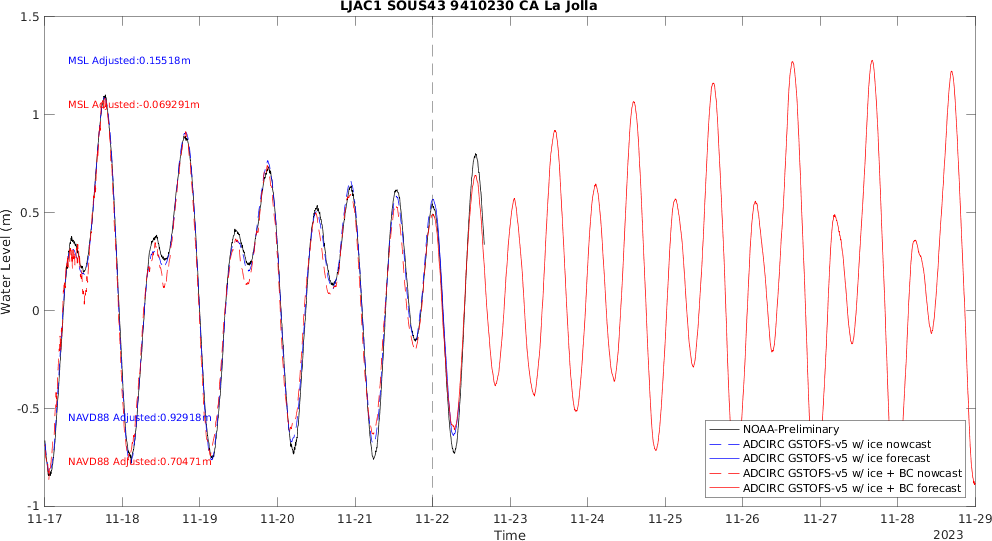 LJAC1 SOUS43 9410230 CA La Jolla
1.5
MSL Adjusted:0.15518m
MSL Adjusted:-0.069291m
1
0.5
Water Level (m)
0
-0.5
NAVD88 Adjusted:0.92918m
NAVD88 Adjusted:0.70471m
-1
NOAA-Preliminary
ADCIRC GSTOFS-v5 w/ ice nowcast
ADCIRC GSTOFS-v5 w/ ice forecast
ADCIRC GSTOFS-v5 w/ ice + BC nowcast
ADCIRC GSTOFS-v5 w/ ice + BC forecast
11-17 11-18 11-19 11-20 11-21 11-22 11-23 11-24 11-25 11-26 11-27 11-28 11-29
Time
2023